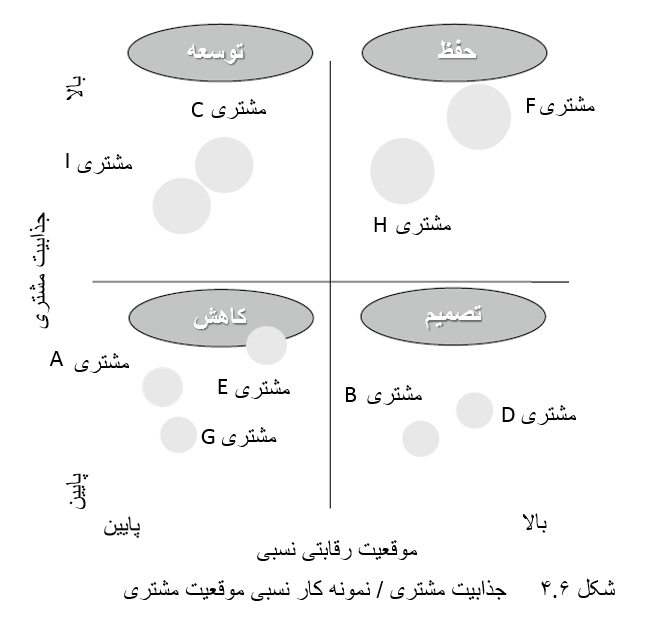 حفظ
توسعه
بالا
مشتری F
مشتری C
مشتری I
مشتری H
جذابیت مشتری
تصمیم
کاهش
مشتری A
مشتری E
مشتری B
مشتری D
مشتری G
پایین
بالا
پایین
موقعیت رقابتی نسبی
شکل ۴.۶ جذابیت مشتری / نمونه کار نسبی موقعیت مشتری